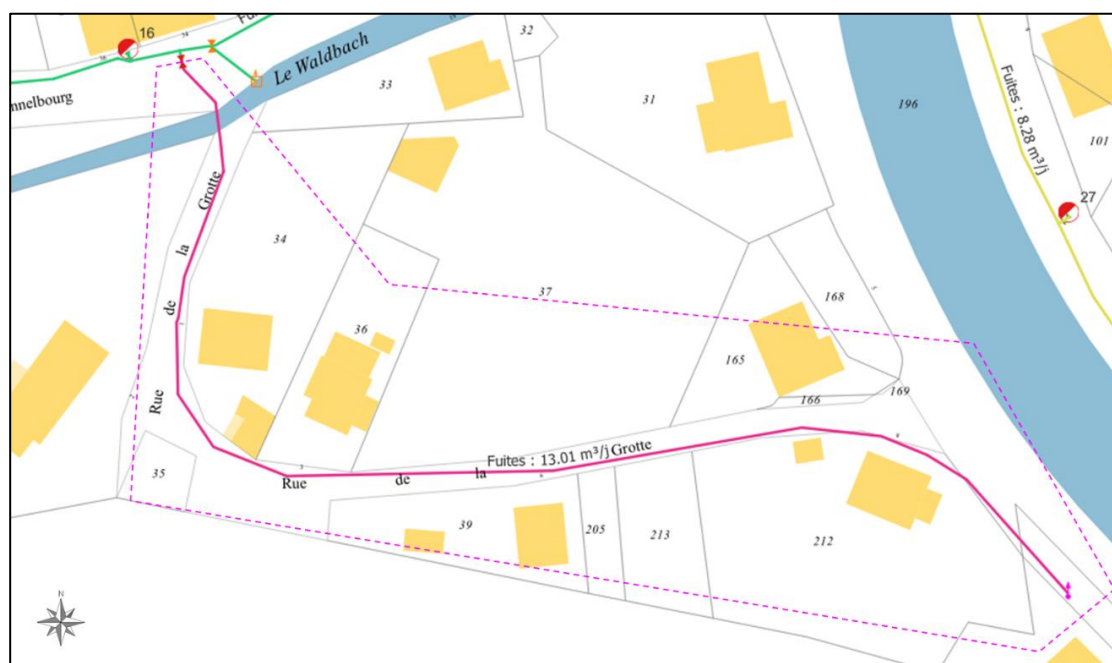 16
Le Waldbach
32
33
31
196
Fuites : 8.28 m³/j
101
27
nnelbourg
Grotte
la
de
Rue
34
36
37
168
165
166
169
35
Fuites : 13.01 m³/j Grotte
Rue de la
39
205
213
212
N